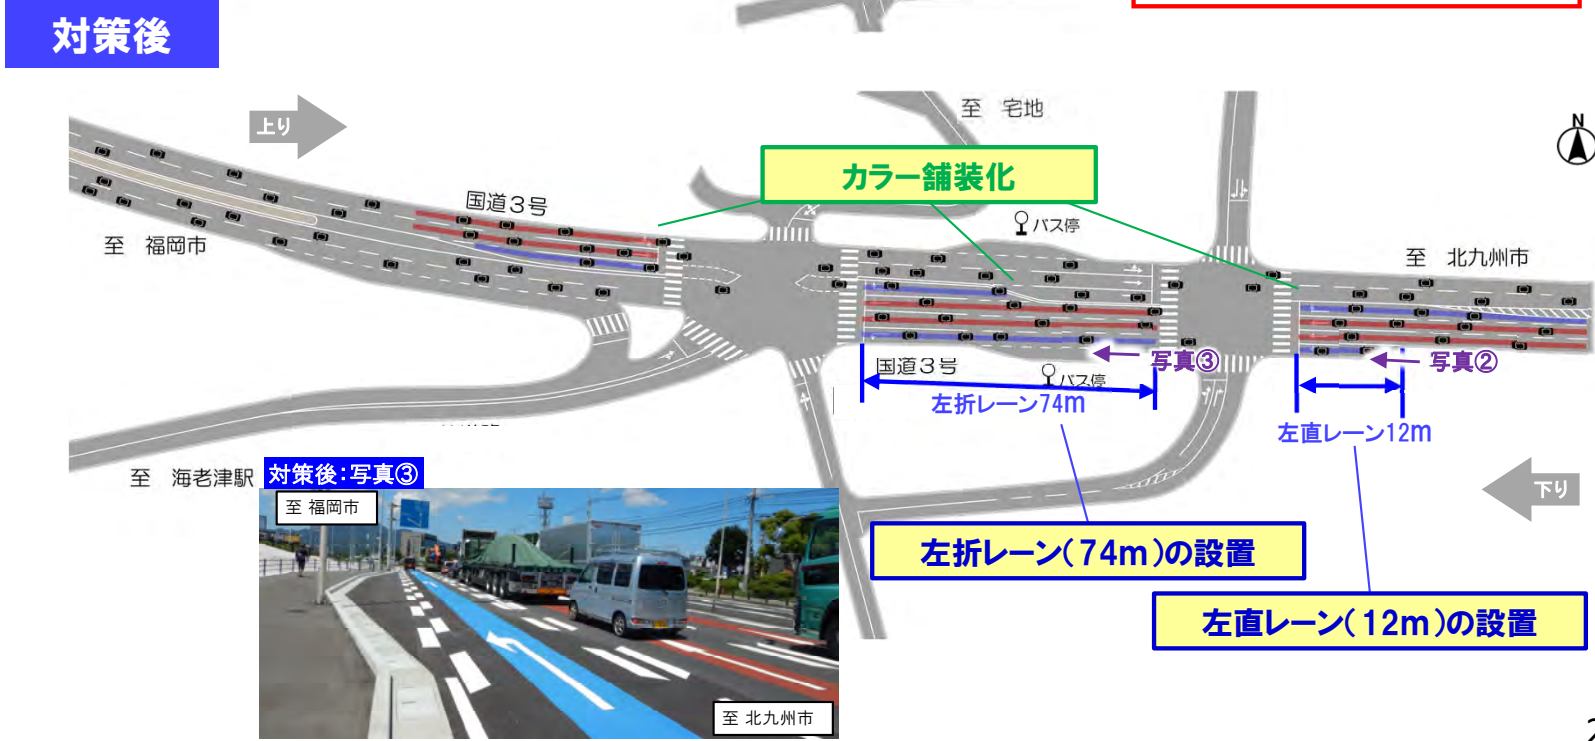 対策後
上り
至 宅地
N
カラー舗装化
国道3号
バス停
至 福岡市
至 北九州市
写真③
写真②
国道3号
バス停
左折レーン74m
左直レーン12m
至 海老津駅
対策後:写真③
下り
至 福岡市
左折レーン(74m)の設置
左直レーン(12m)の設置
至 北九州市